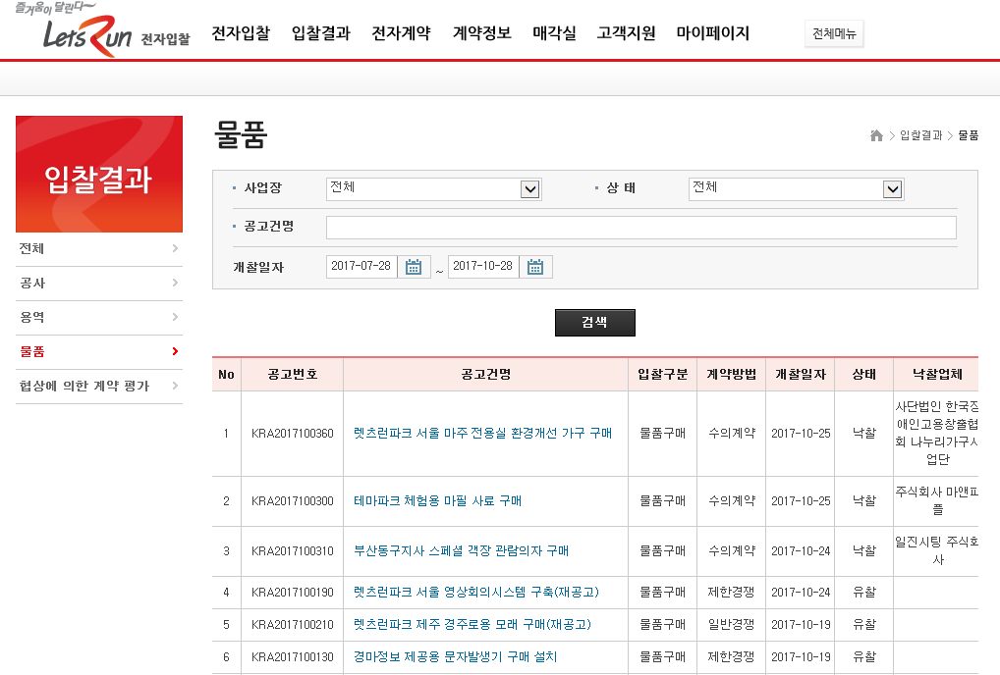 즐거움이 달린다~
Let's Run 전자입찰
전자입찰 입찰결과 전자계약 계약정보 매각실 고객지원 마이페이지 전체메뉴
입찰결과
전체
공사
용역
물품
협상에 의한 계약 평가
물품
입찰결과 > 물품
사업장 전체 상 태 전체
공고건명
개찰일자 2017-07-28 ~ 2017-10-28
검색
No 공고번호 공고건명 입찰구분 계약방법 개찰일자 상태 낙찰업체
1 KRA2017100360 렛츠런파크 서울 마주 전용실 환경개선 가구 구매 물품구매 수의계약 2017-10-25 낙찰
사단법인 한국장
애인고용창출협
회 나누리가구사
업단
2 KRA2017100300 테마파크 체험용 마필 사료 구매 물품구매 수의계약 2017-10-25 낙찰
주식회사 마앤피
플
3 KRA2017100310 부산동구지사 스페셜 객장 관람의자 구매 물품구매 수의계약 2017-10-24 낙찰
일진시팅 주식회
사
4 KRA2017100190 렛츠런파크 서울 영상회의시스템 구축(재공고) 물품구매 제한경쟁 2017-10-24 유찰
5 KRA2017100210 렛츠런파크 제주 경주로용 모래 구매(재공고) 물품구매 일반경쟁 2017-10-19 유찰
6 KRA2017100130 경마정보 제공용 문자발생기 구매 설치 물품구매 제한경쟁 2017-10-19 유찰